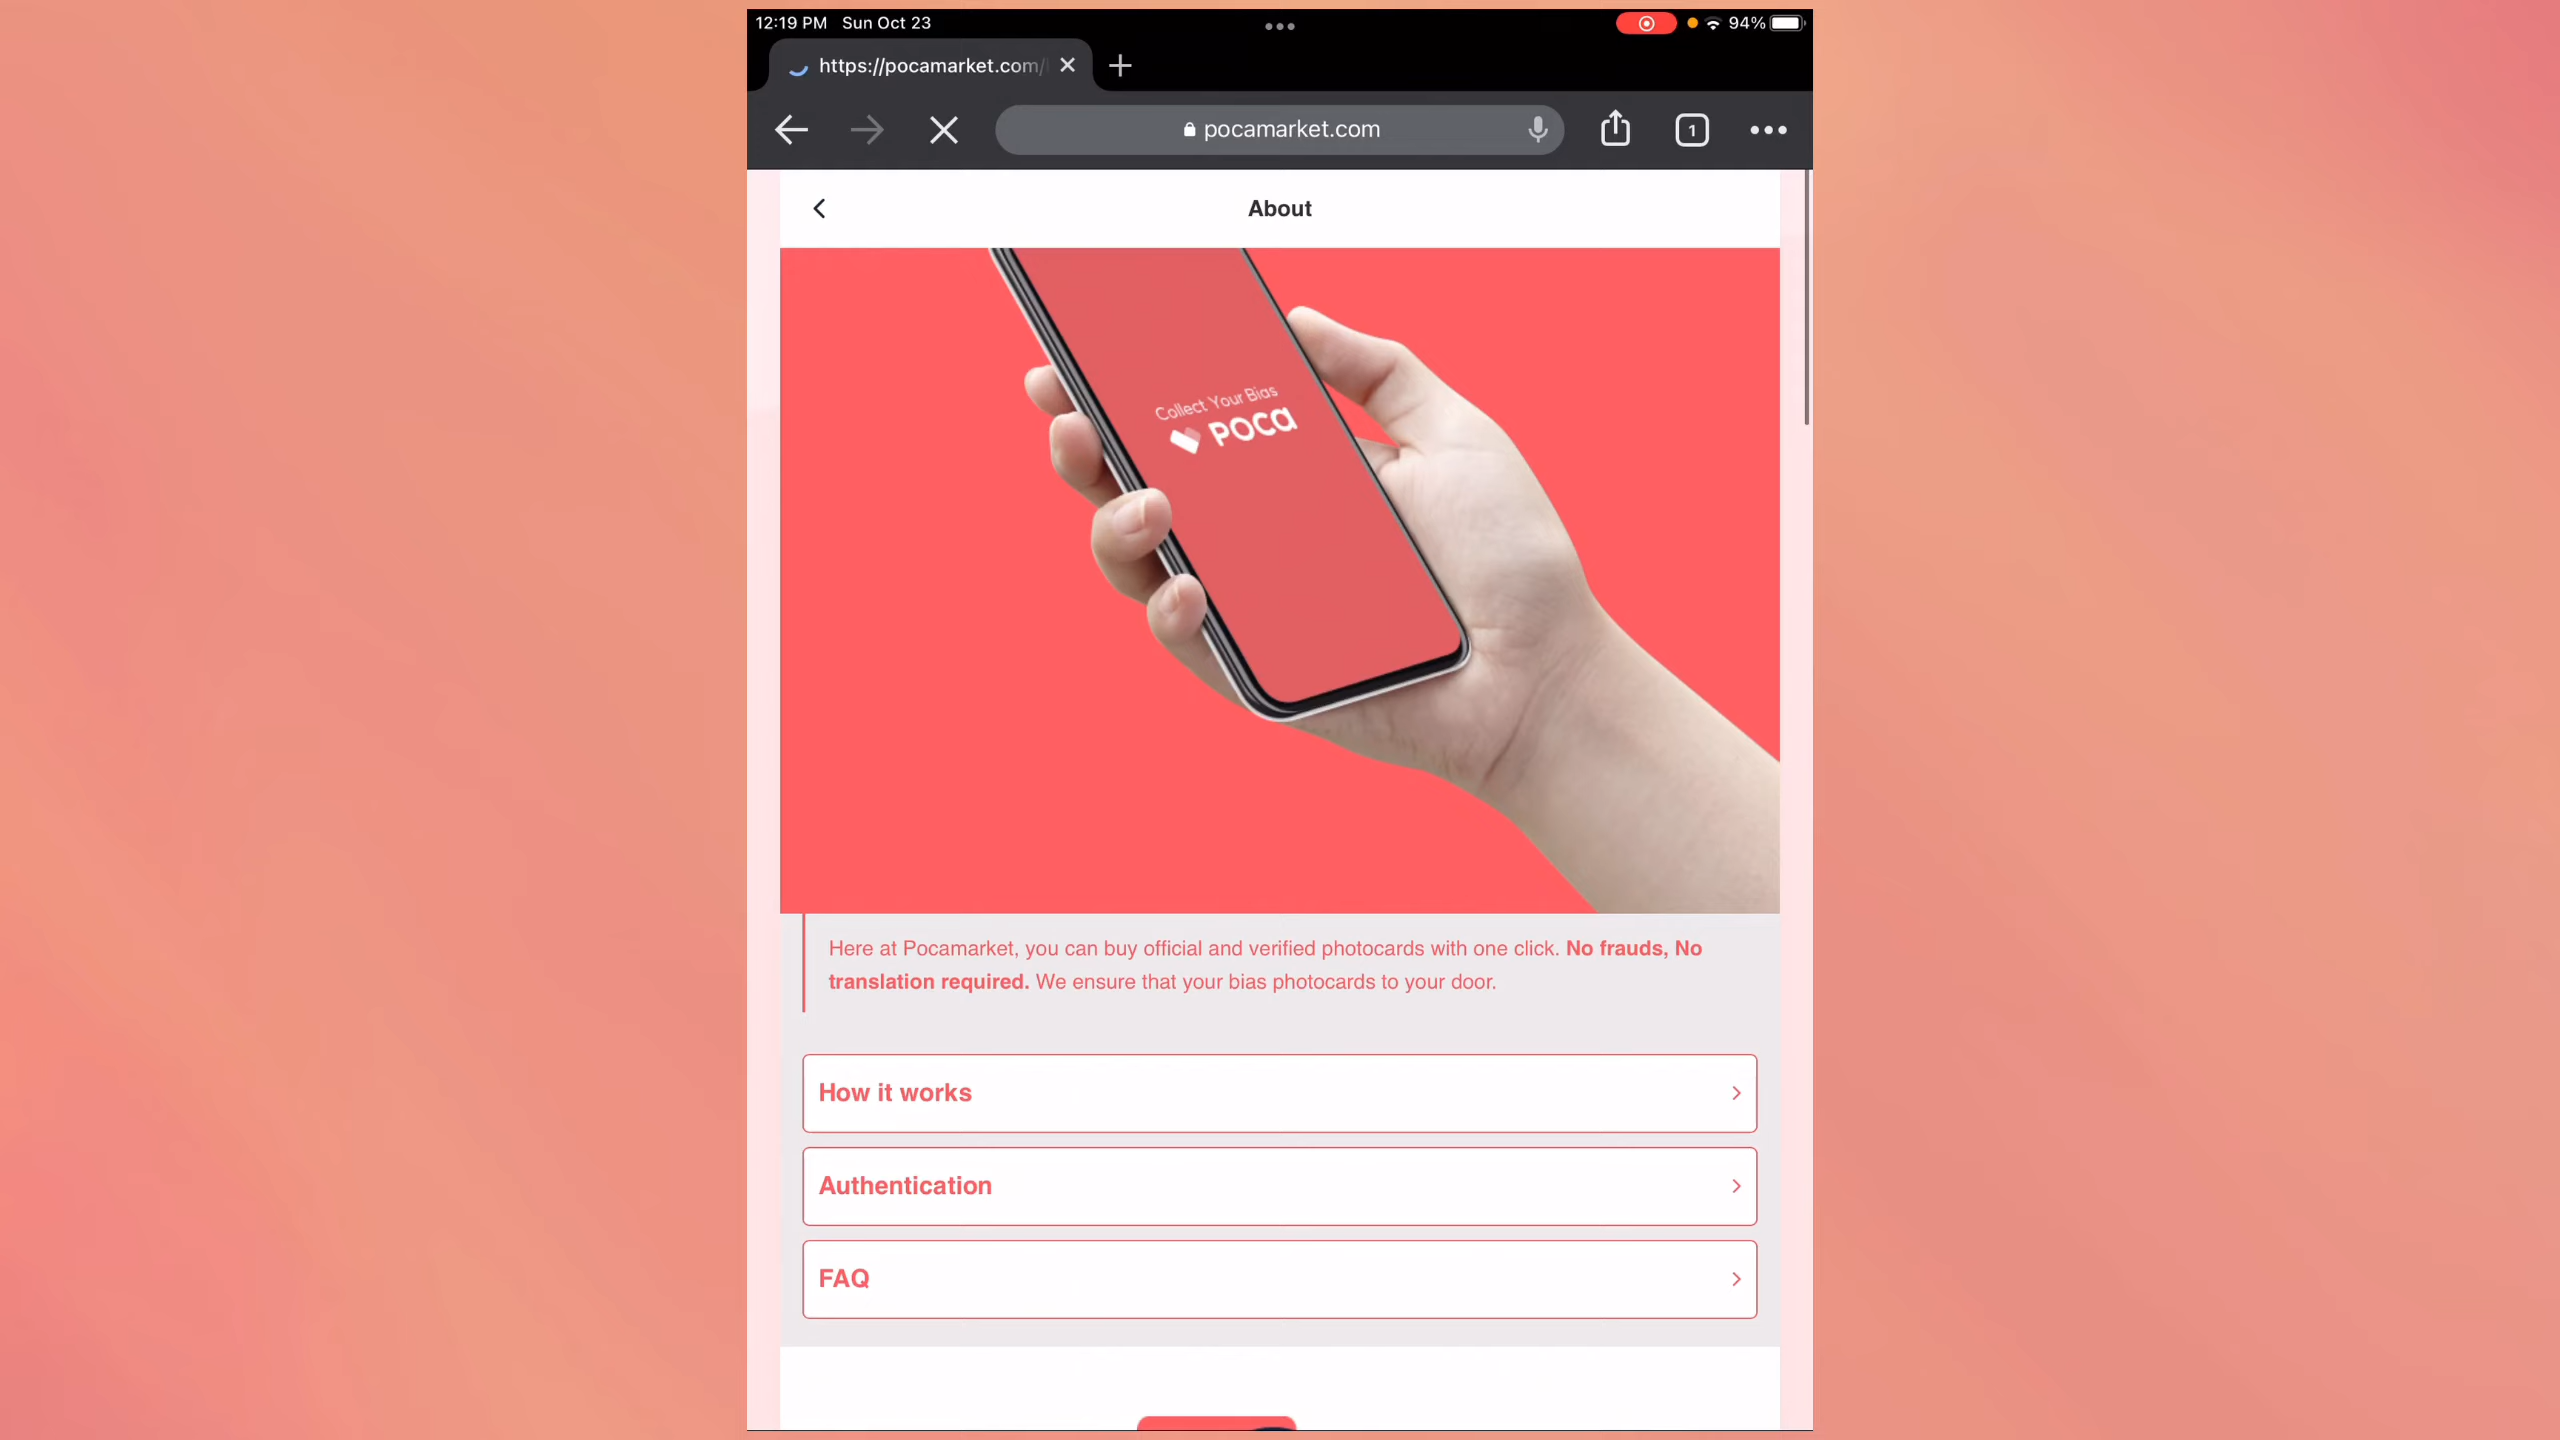 12:19 PM Sun Oct 23
94%
https://pocamarket.com/
pocamarket.com
1
About
Collect Your Bias
POCA
Here at Pocamarket, you can buy official and verified photocards with one click. No frauds, No
translation required. We ensure that your bias photocards to your door.
How it works
Authentication
FAQ